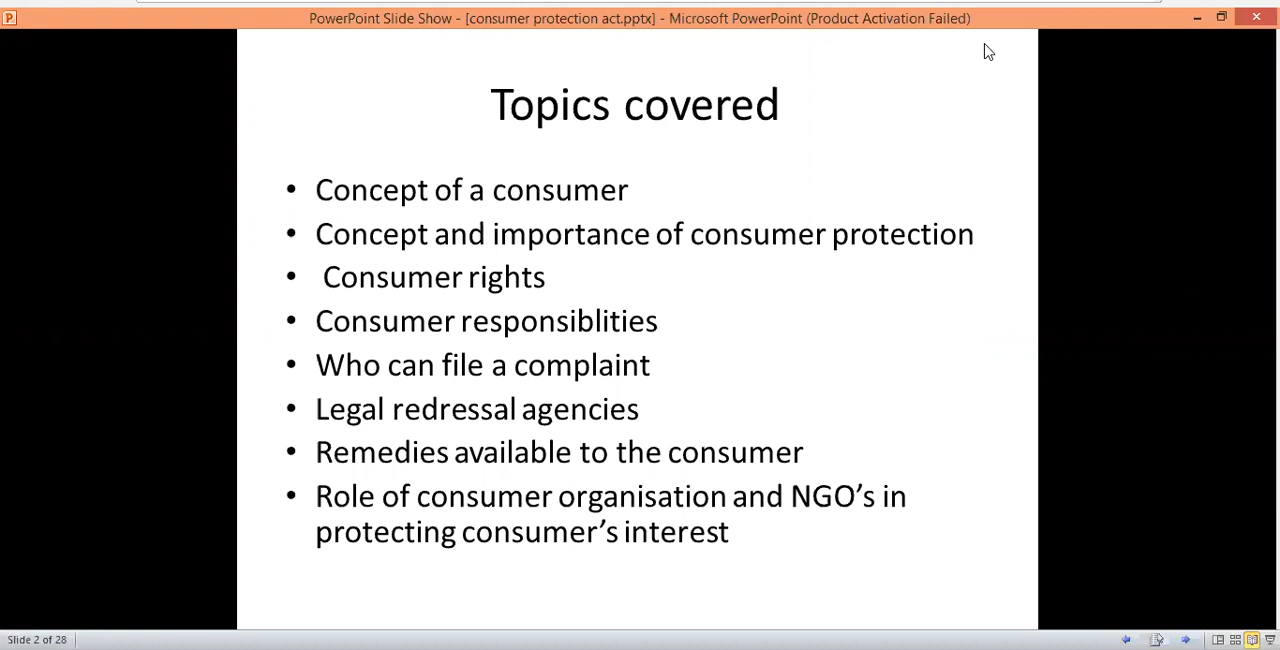 PowerPoint Slide Show - [consumer protection act.pptx] - Microsoft PowerPoint (Product Activation Failed)
Topics covered
• Concept of a consumer
• Concept and importance of consumer protection
• Consumer rights
• Consumer responsiblities
• Who can file a complaint
• Legal redressal agencies
• Remedies available to the consumer
• Role of consumer organisation and NGO’s in
protecting consumer’s interest
Slide 2 of 28